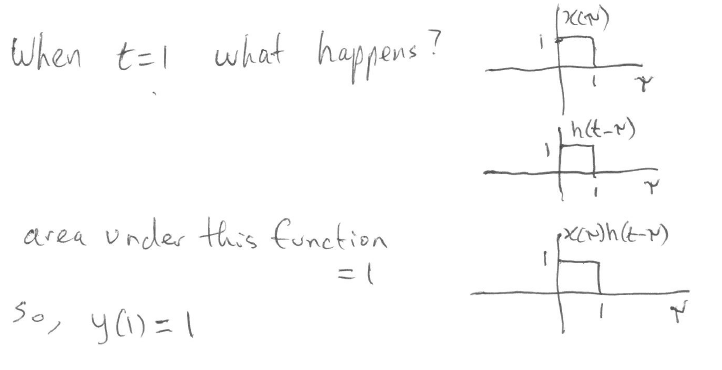 When t=1 what happens?
x(τ)
1
1
τ
h(t-τ)
1
1
τ
area under this function
= 1
x(τ)h(t-τ)
1
1
τ
so, y(1) = 1